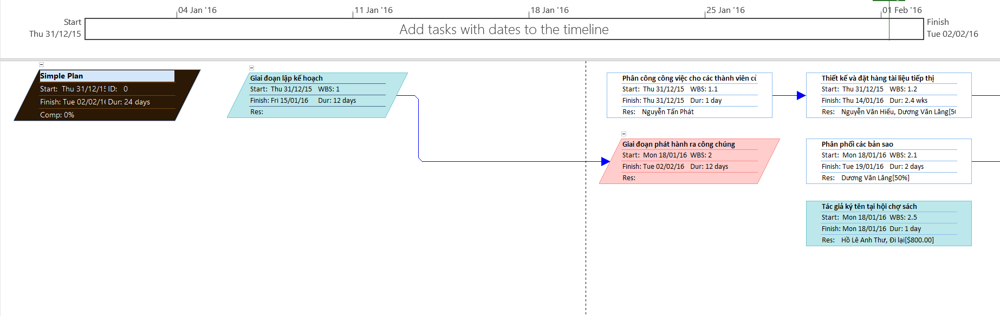 04 Jan '16
11 Jan '16
18 Jan '16
25 Jan '16
01 Feb '16
Start
Thu 31/12/15
Add tasks with dates to the timeline
Finish
Tue 02/02/16
Simple Plan
Start: Thu 31/12/15 ID: 0
Finish: Tue 02/02/16 Dur: 24 days
Comp: 0%
Giai đoạn lập kế hoạch
Start: Thu 31/12/15 WBS: 1
Finish: Fri 15/01/16 Dur: 12 days
Res:
Phân công công việc cho các thành viên củ
Start: Thu 31/12/15 WBS: 1.1
Finish: Thu 31/12/15 Dur: 1 day
Res: Nguyễn Tấn Phát
Thiết kế và đặt hàng tài liệu tiếp thị
Start: Thu 31/12/15 WBS: 1.2
Finish: Thu 14/01/16 Dur: 2.4 wks
Res: Nguyễn Văn Hiếu, Dương Văn Lăng[50
Giai đoạn phát hành ra công chúng
Start: Mon 18/01/16 WBS: 2
Finish: Tue 02/02/16 Dur: 12 days
Res:
Phân phối các bản sao
Start: Mon 18/01/16 WBS: 2.1
Finish: Tue 19/01/16 Dur: 2 days
Res: Dương Văn Lăng[50%]
Tác giả ký tên tại hội chợ sách
Start: Mon 18/01/16 WBS: 2.5
Finish: Mon 18/01/16 Dur: 1 day
Res: Hồ Lê Anh Thư, Đi lại[$800.00]